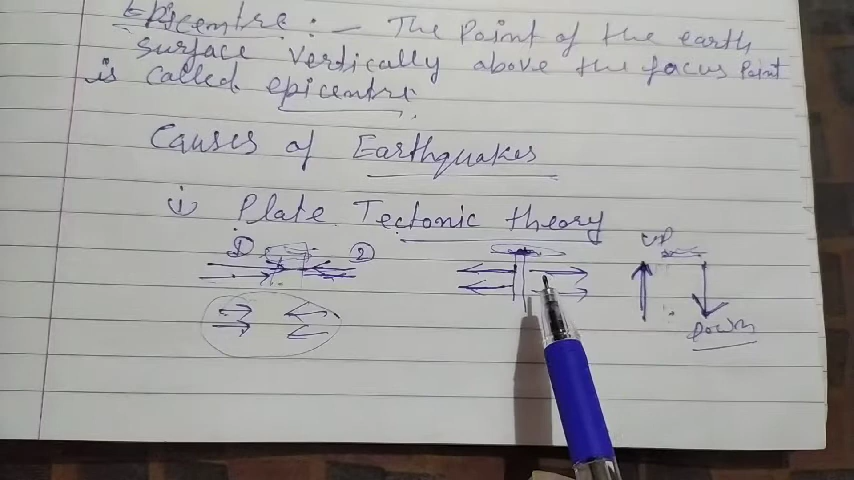 Epicentre :- The Point of the earth
surface vertically above the focus Point
is called epicentre
Causes of Earthquakes
i) Plate Tectonic theory
① ② UP
Down